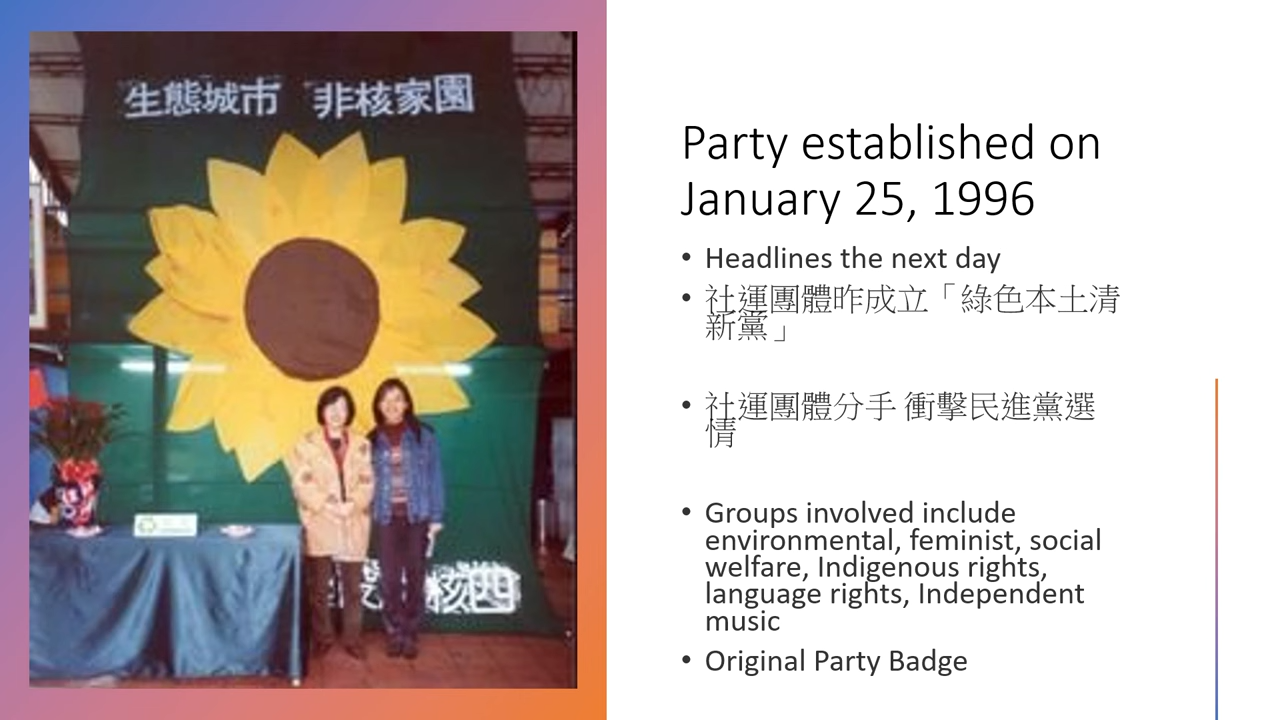 生態城市 非核家園
核四
Party established on
January 25, 1996
• Headlines the next day
• 社運團體昨成立「綠色本土清
新黨」
• 社運團體分手 衝擊民進黨選
情
• Groups involved include
environmental, feminist, social
welfare, Indigenous rights,
language rights, Independent
music
• Original Party Badge